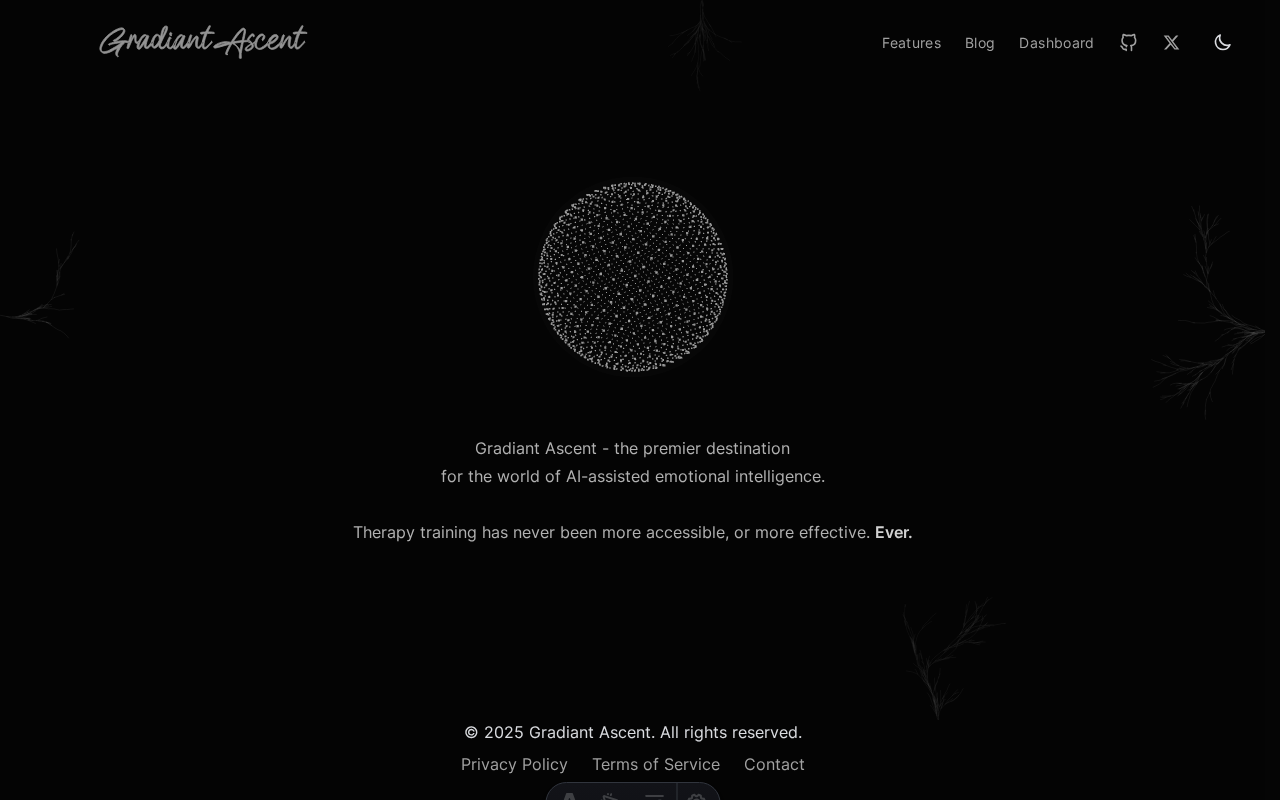 Gradiant Ascent
Features Blog Dashboard
Gradiant Ascent - the premier destination
for the world of AI-assisted emotional intelligence.
Therapy training has never been more accessible, or more effective. Ever.
© 2025 Gradiant Ascent. All rights reserved.
Privacy Policy Terms of Service Contact